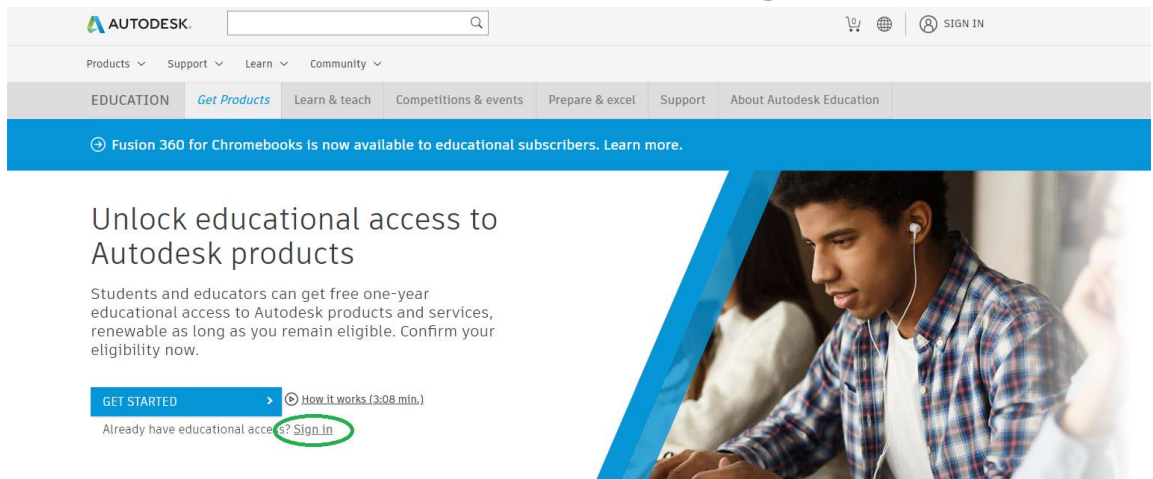 AUTODESK.
0
SIGN IN
Products Support Learn Community
EDUCATION Get Products Learn & teach Competitions & events Prepare & excel Support About Autodesk Education
Fusion 360 for Chromebooks is now available to educational subscribers. Learn more.
Unlock educational access to
Autodesk products
Students and educators can get free one-year
educational access to Autodesk products and services,
renewable as long as you remain eligible. Confirm your
eligibility now.
GET STARTED
How it works (3:08 min.)
Already have educational access? Sign in